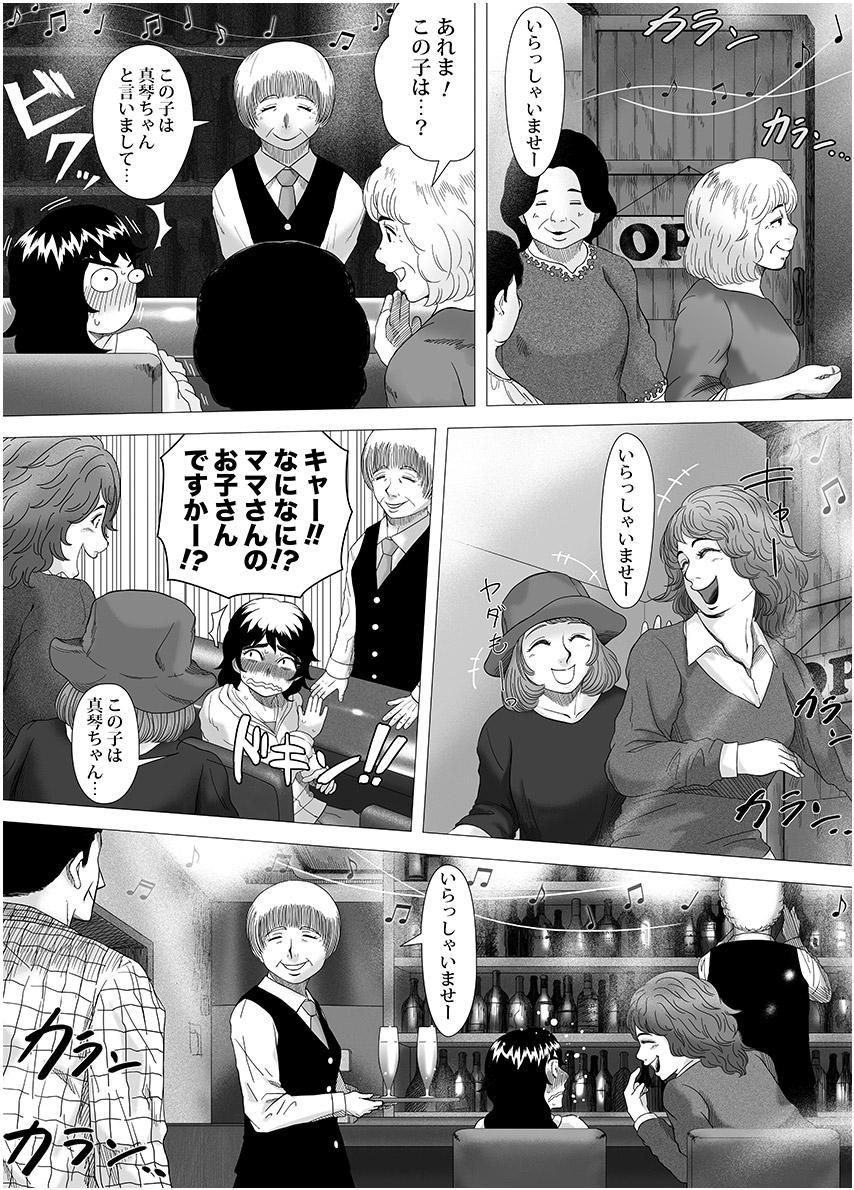 カラン
カラン…
いらっしゃいませー
OP
あれま！
この子は…？
この子は
真琴ちゃん
と言いまして…
ビクッ
キャー
いらっしゃいませー
ヤダもーっ
OP
カラン
カラン…
キャー!!
なになに!?
ママさんの
お子さん
ですかー!?
この子は
真琴ちゃん…
ドキン!!
いらっしゃいませー
カラン
カラン…